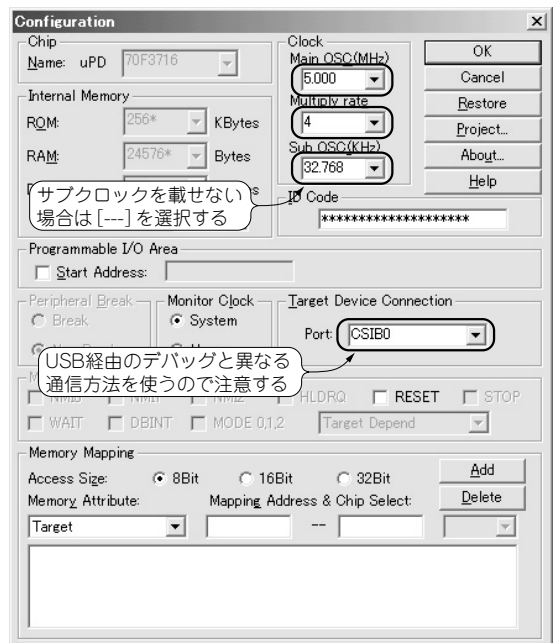 Configuration
Chip
Name: uPD 70F3716
Clock
Main OSC(MHz)
5.000
Multiply rate
4
Sub OSC(KHz)
32.768
OK
Cancel
Restore
Project...
About...
Help
Internal Memory
ROM: 256* KBytes
RAM: 24576* Bytes
サブクロックを載せない
場合は[---]を選択する
ID Code
********************
Programmable I/O Area
Start Address:
Peripheral Break
Break
Monitor Clock
System
Target Device Connection
Port: CSIB0
USB経由のデバッグと異なる
通信方法を使うので注意する
HLDRQ RESET STOP
WAIT DBINT MODE 0,1,2 Target Depend
Memory Mapping
Access Size: 8Bit 16Bit 32Bit
Add
Memory Attribute: Mapping Address & Chip Select:
Delete
Target --